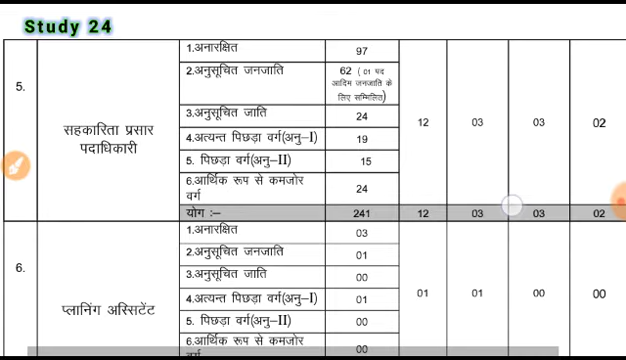 Study 24
1.अनारक्षित 97
5. सहकारिता प्रसार पदाधिकारी
2.अनुसूचित जनजाति 62 ( 01 पद आदिम जनजाति के लिए सम्मिलित)
3.अनुसूचित जाति 24
12 03 03 02
4.अत्यन्त पिछड़ा वर्ग(अनु–I) 19
5. पिछड़ा वर्ग(अनु–II) 15
6.आर्थिक रूप से कमजोर वर्ग 24
योग :– 241 12 03 03 02
1.अनारक्षित 03
6. प्लानिंग असिस्टेंट
2.अनुसूचित जनजाति 01
3.अनुसूचित जाति 00
01 01 00 00
4.अत्यन्त पिछड़ा वर्ग(अनु–I) 01
5. पिछड़ा वर्ग(अनु–II) 00
6.आर्थिक रूप से कमजोर वर्ग 00